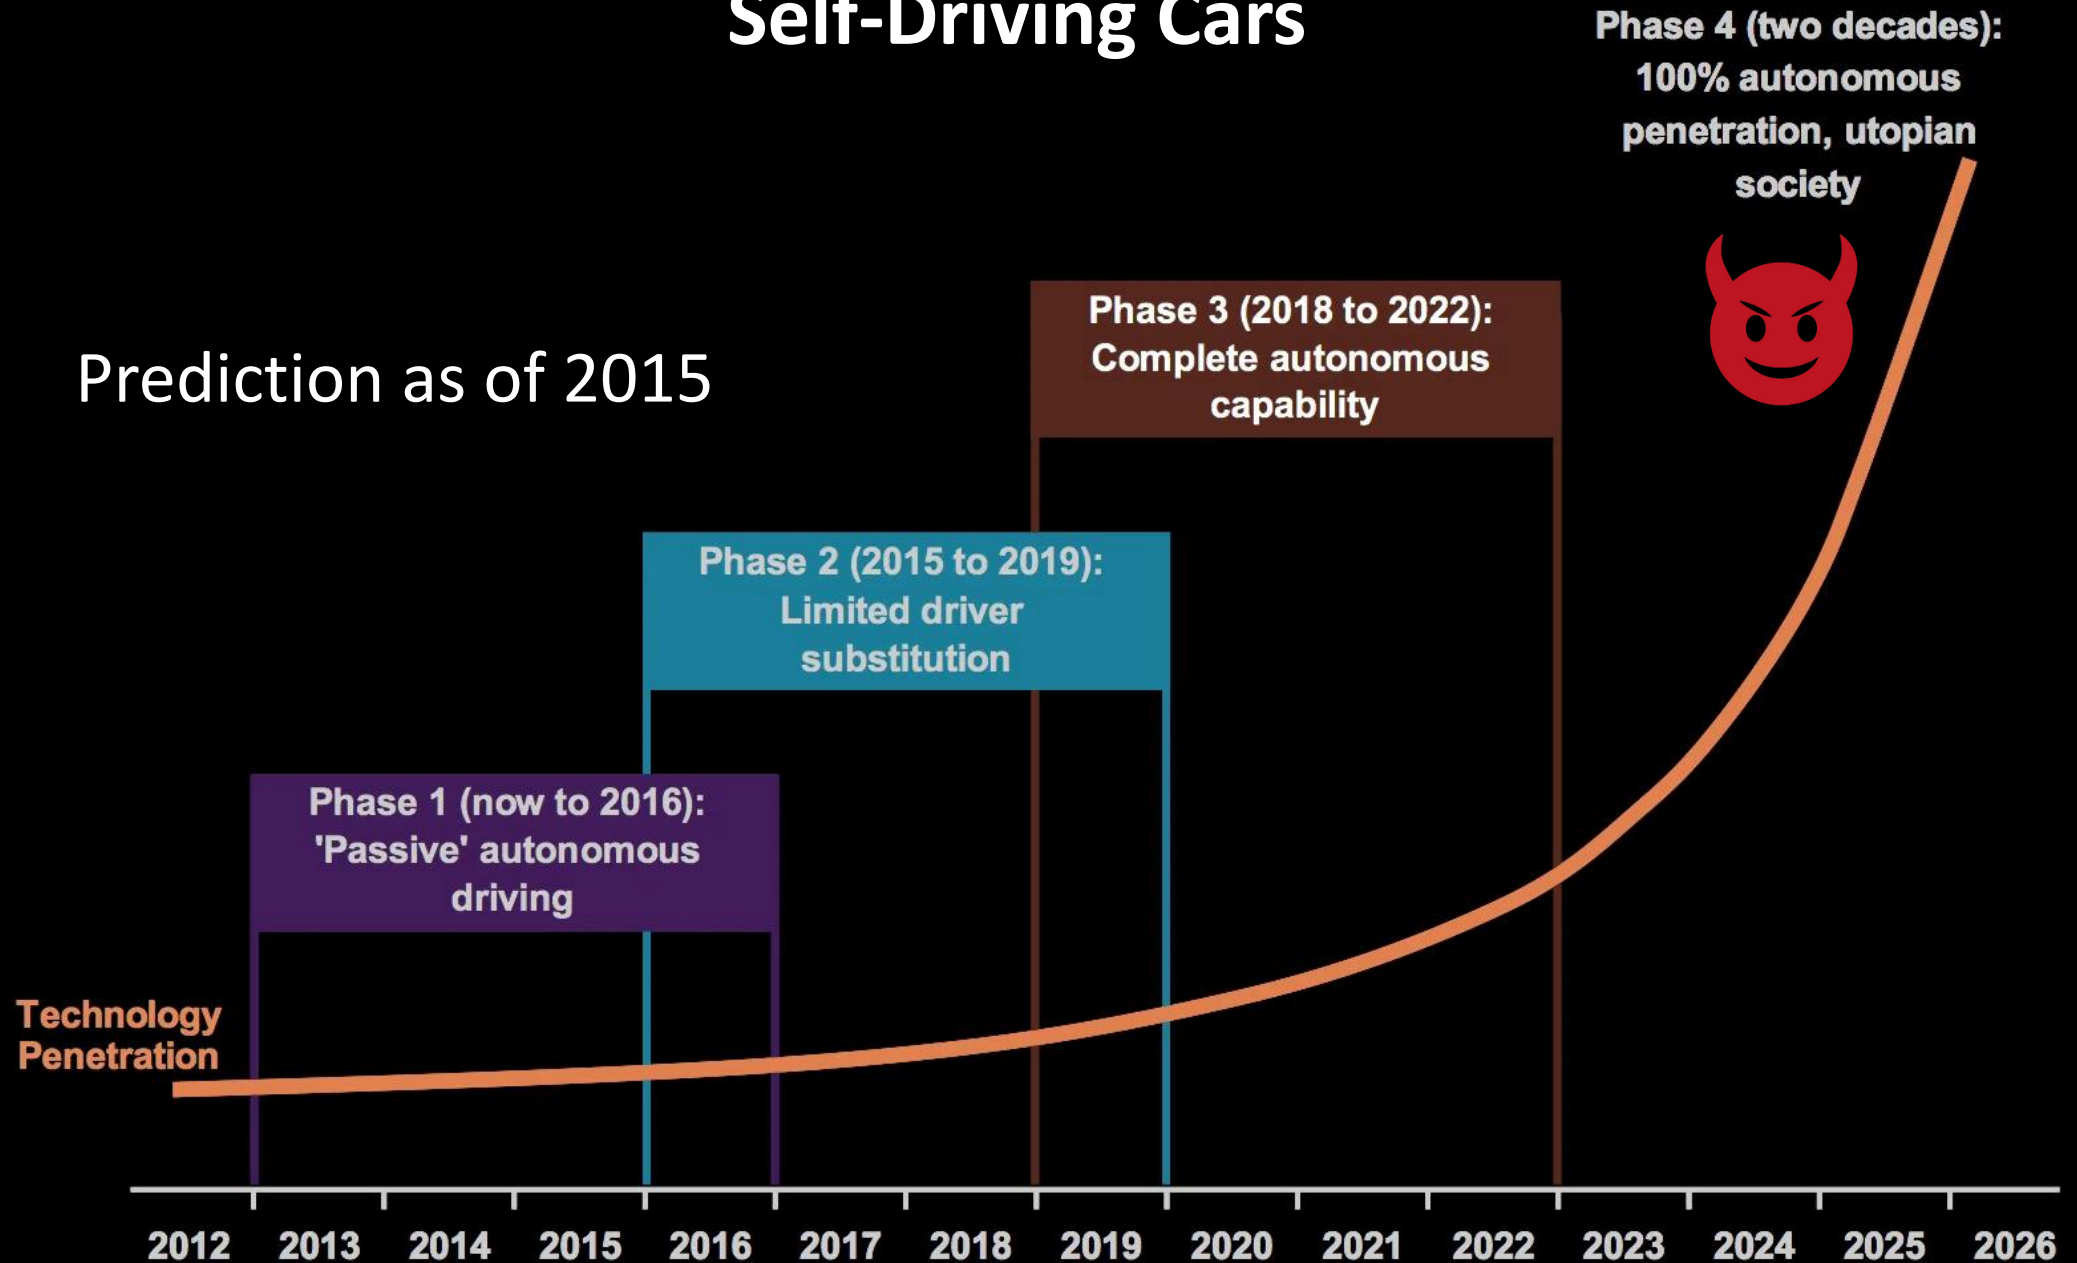 Self-Driving Cars
Phase 4 (two decades):
100% autonomous
penetration, utopian
society
Phase 3 (2018 to 2022):
Complete autonomous
capability
Prediction as of 2015
Phase 2 (2015 to 2019):
Limited driver
substitution
Phase 1 (now to 2016):
'Passive' autonomous
driving
Technology
Penetration
2012 2013 2014 2015 2016 2017 2018 2019 2020 2021 2022 2023 2024 2025 2026